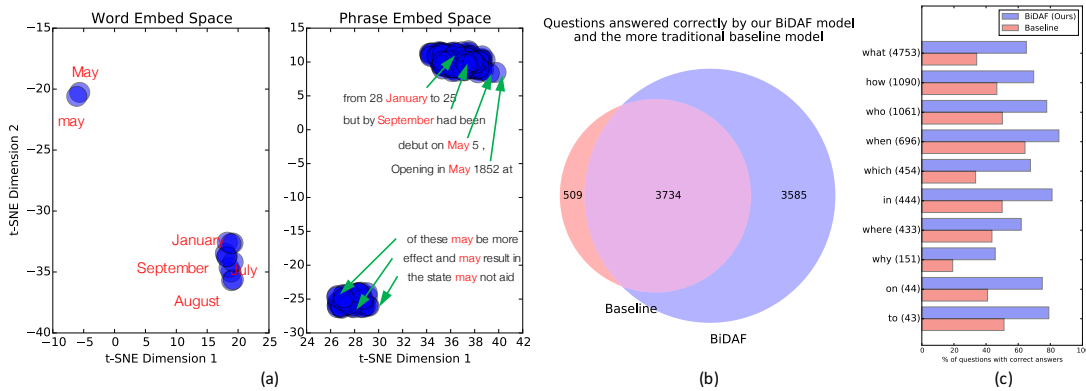 Word Embed Space
−15
−20
−25
−30
−35
−40
t-SNE Dimension 2
−10
−5
0
5
10
15
20
25
t-SNE Dimension 1
May
may
January
September
July
August
Phrase Embed Space
15
10
5
0
−5
−10
−15
−20
−25
−30
24
26
28
30
32
34
36
38
40
42
t-SNE Dimension 1
from 28 January to 25
but by September had been
debut on May 5 ,
Opening in May 1852 at
of these may be more
effect and may result in
the state may not aid
(a)
Questions answered correctly by our BiDAF model
and the more traditional baseline model
509
3734
3585
Baseline
BiDAF
(b)
BiDAF (Ours)
Baseline
what (4753)
how (1090)
who (1061)
when (696)
which (454)
in (444)
where (433)
why (151)
on (44)
to (43)
0
20
40
60
80
100
% of questions with correct answers
(c)